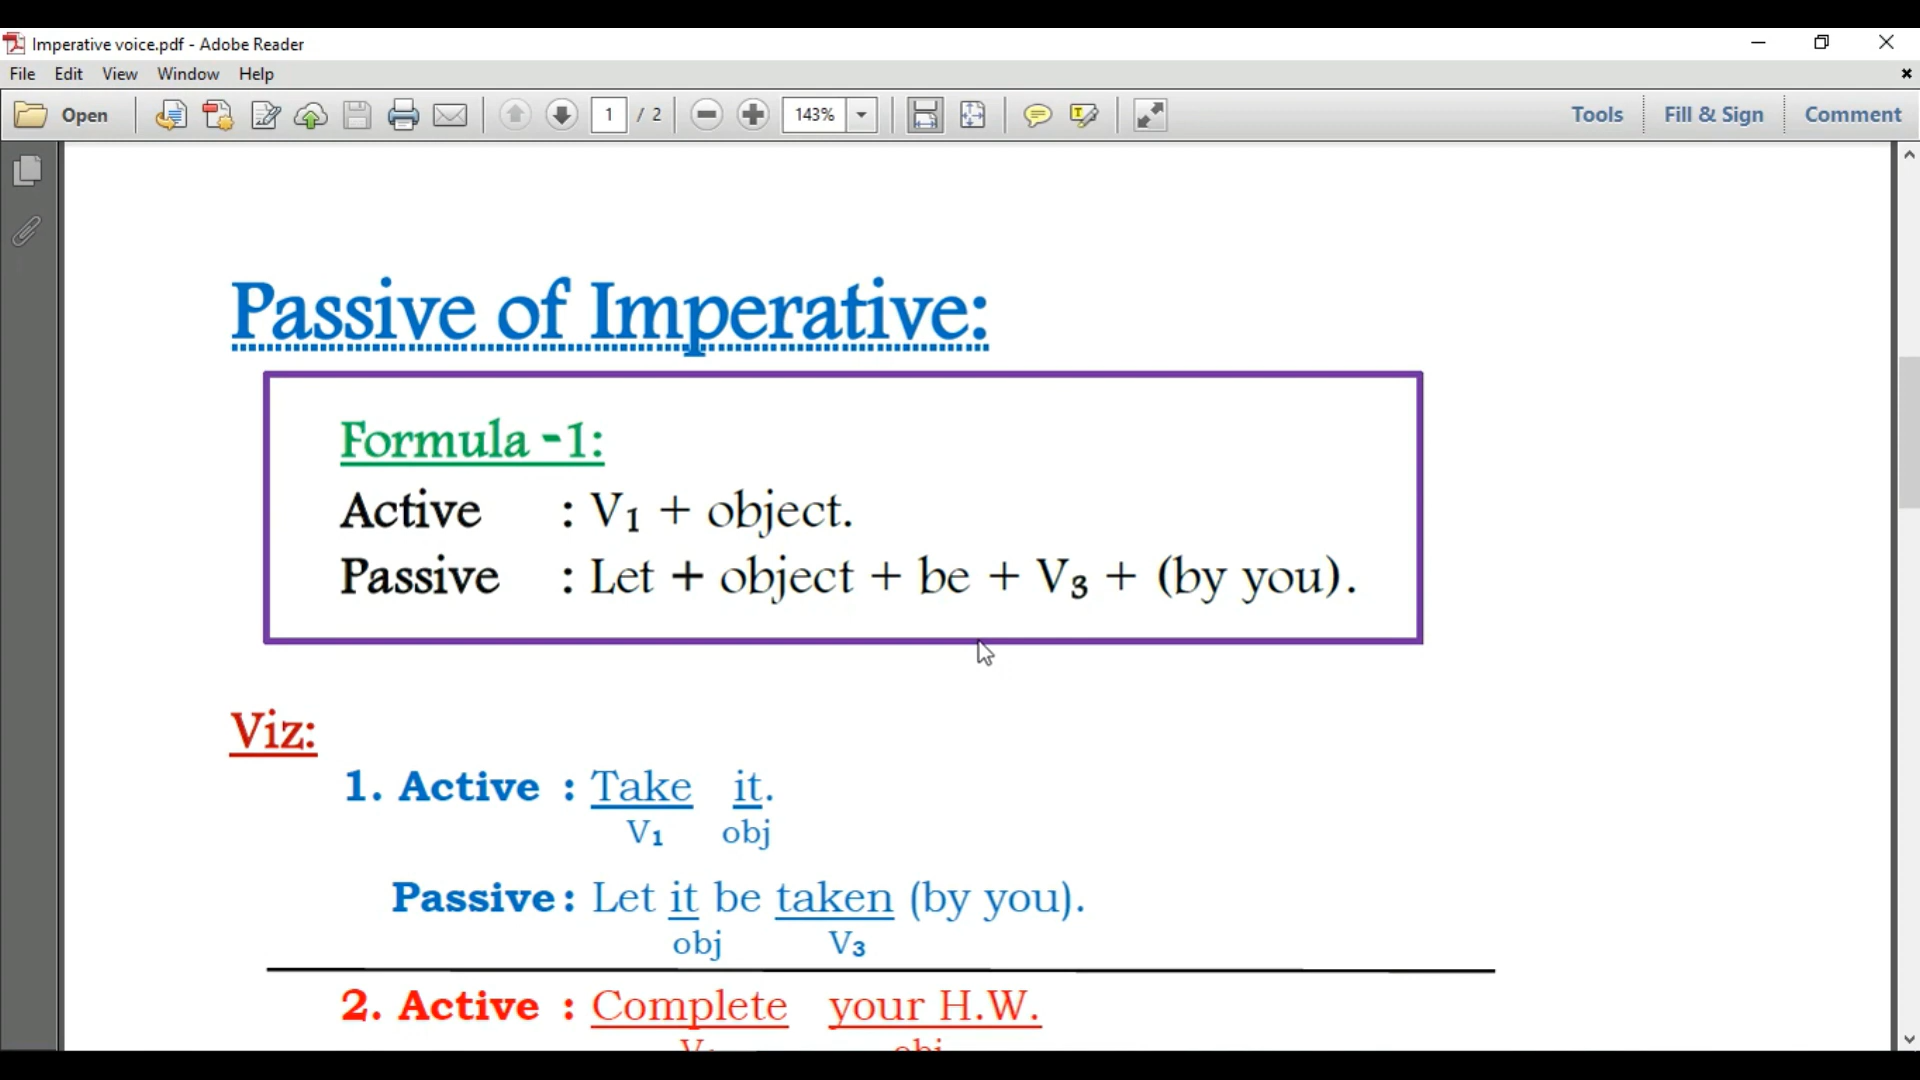 Imperative voice.pdf - Adobe Reader
File Edit View Window Help
Open 1 / 2 143% Tools Fill & Sign Comment
Passive of Imperative:
Formula -1:
Active : V1 + object.
Passive : Let + object + be + V3 + (by you).
Viz:
1. Active : Take it.
V1 obj
Passive : Let it be taken (by you).
obj V3
2. Active : Complete your H.W.
V1 obj